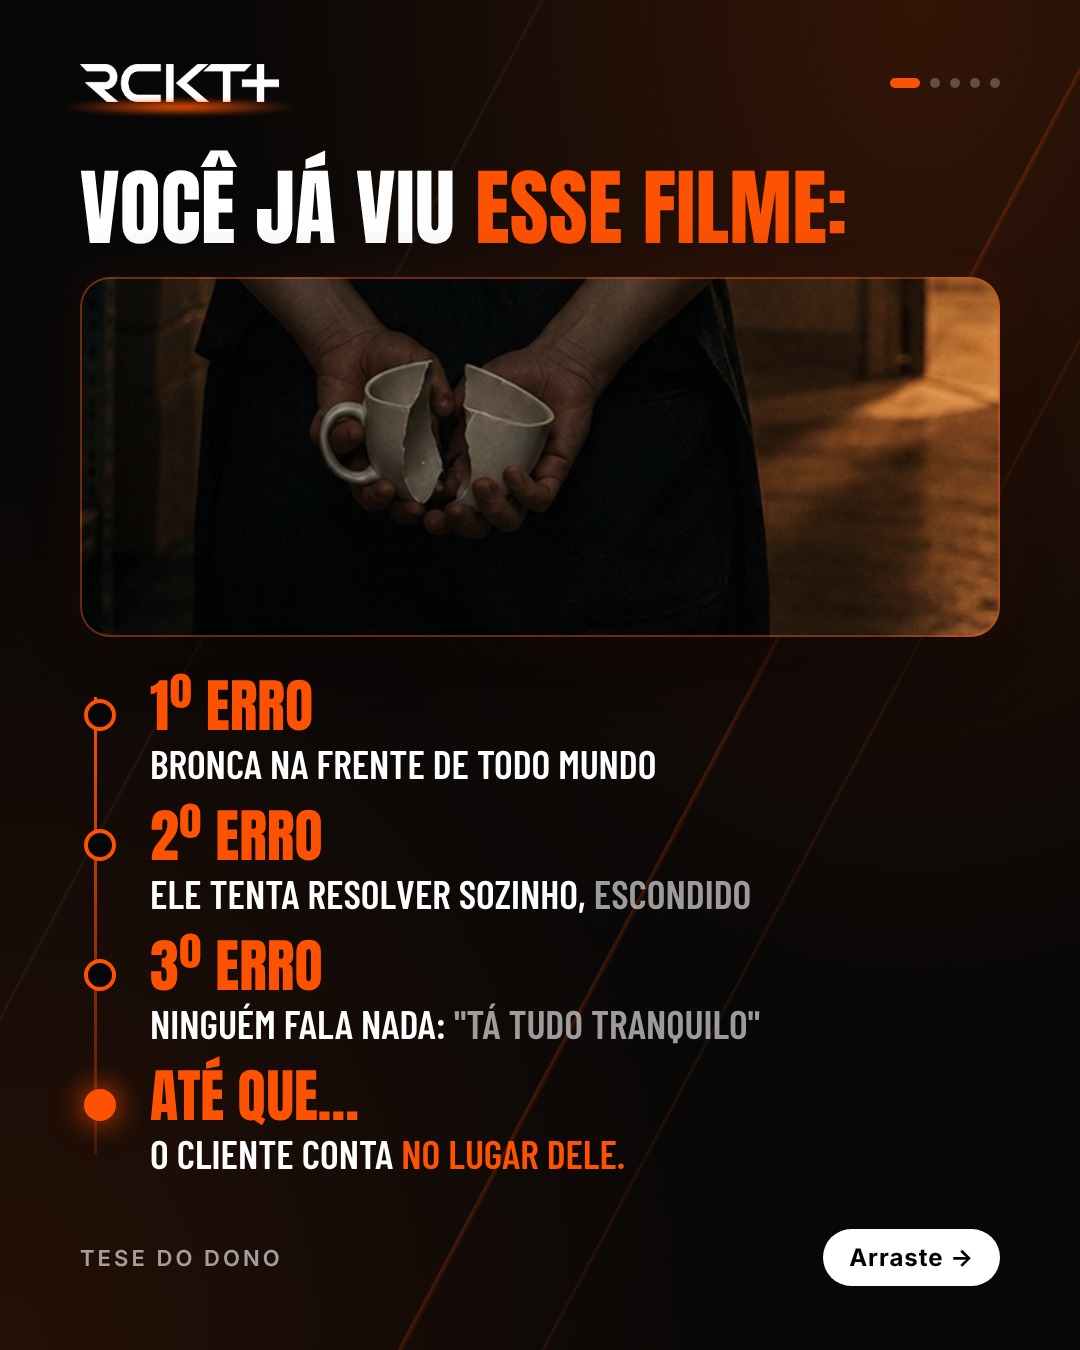 RCKT+
VOCÊ JÁ VIU ESSE FILME:
1º ERRO
BRONCA NA FRENTE DE TODO MUNDO
2º ERRO
ELE TENTA RESOLVER SOZINHO, ESCONDIDO
3º ERRO
NINGUÉM FALA NADA: "TÁ TUDO TRANQUILO"
ATÉ QUE...
O CLIENTE CONTA NO LUGAR DELE.
TESE DO DONO
Arraste →